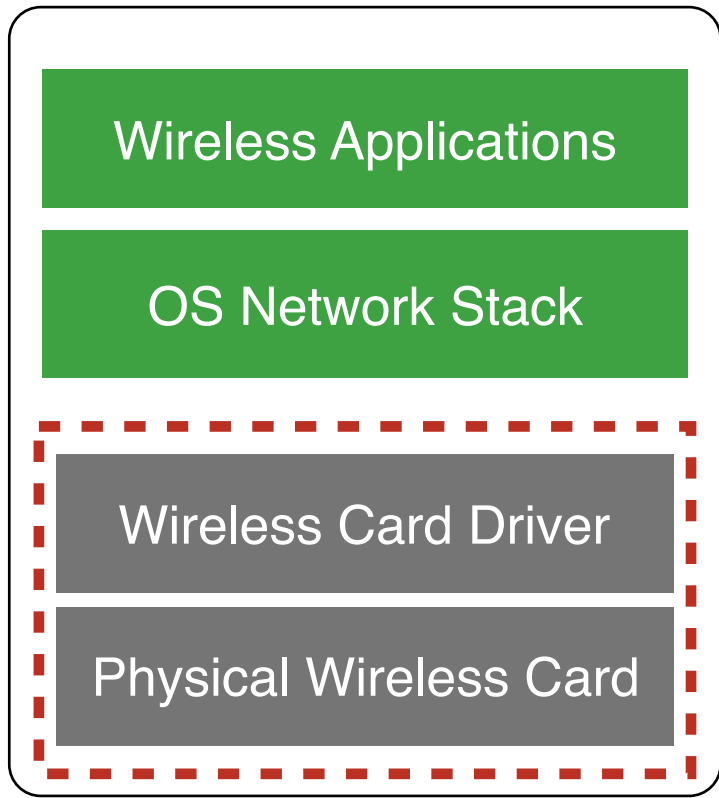 Wireless Applications
OS Network Stack
Wireless Card Driver
Physical Wireless Card